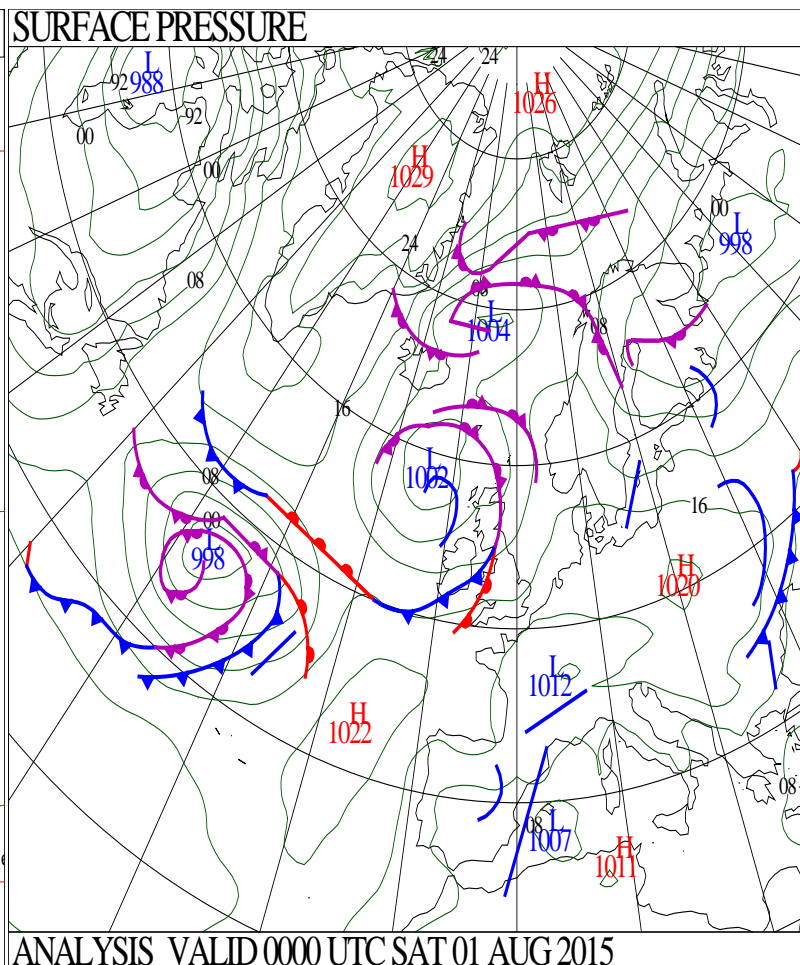 SURFACE PRESSURE
24 24
L
988
92
H
1026
92
00
H
1029
00
00
L
998
24
08
08
L
1004
08
16
L
1002
08
16
00
L
998
H
1020
L
1012
H
1022
08
08
L
1007
H
1011
ANALYSIS VALID 0000 UTC SAT 01 AUG 2015